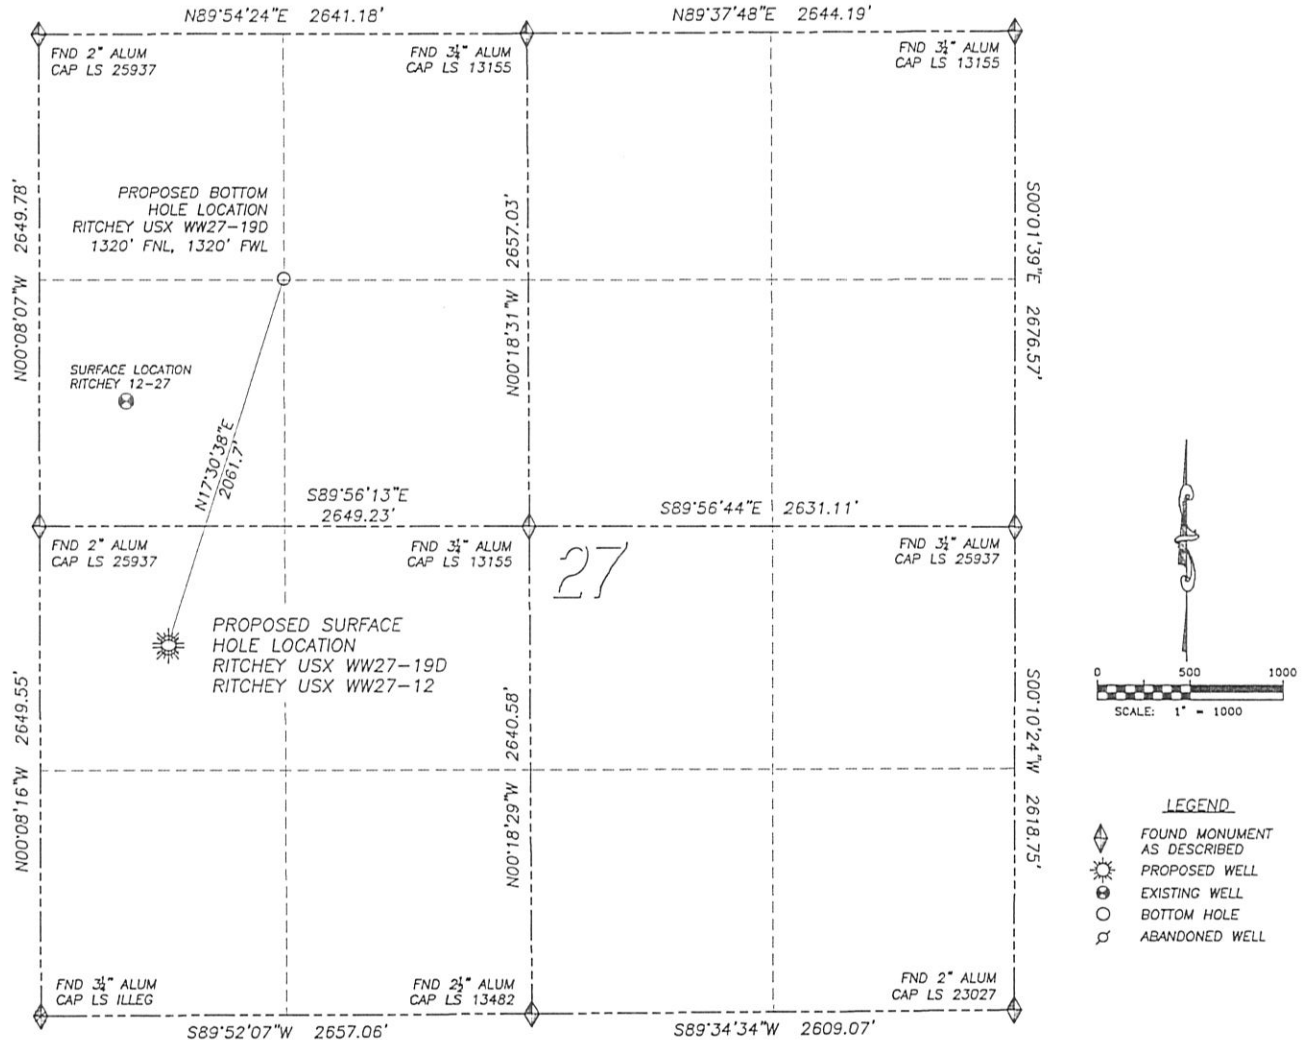 N89°54'24"E 2641.18'
N89°37'48"E 2644.19'
FND 2" ALUM
CAP LS 25937
FND 3¼" ALUM
CAP LS 13155
FND 3¼" ALUM
CAP LS 13155
N00°08'07"W 2649.78'
PROPOSED BOTTOM
HOLE LOCATION
RITCHEY USX WW27-19D
1320' FNL, 1320' FWL
N00°18'31"W 2657.03'
S00°01'39"E 2676.57'
SURFACE LOCATION
RITCHEY 12-27
N17°30'38"E
2061.7'
S89°56'13"E
2649.23'
S89°56'44"E 2631.11'
FND 2" ALUM
CAP LS 25937
FND 3¼" ALUM
CAP LS 13155
27
FND 3¼" ALUM
CAP LS 25937
PROPOSED SURFACE
HOLE LOCATION
RITCHEY USX WW27-19D
RITCHEY USX WW27-12
N00°08'16"W 2649.55'
N00°18'29"W 2640.58'
S00°10'24"W 2618.75'
0 500 1000
SCALE: 1" = 1000
LEGEND
FOUND MONUMENT
AS DESCRIBED
PROPOSED WELL
EXISTING WELL
BOTTOM HOLE
ABANDONED WELL
FND 3¼" ALUM
CAP LS ILLEG
FND 2½" ALUM
CAP LS 13482
FND 2" ALUM
CAP LS 23027
S89°52'07"W 2657.06'
S89°34'34"W 2609.07'